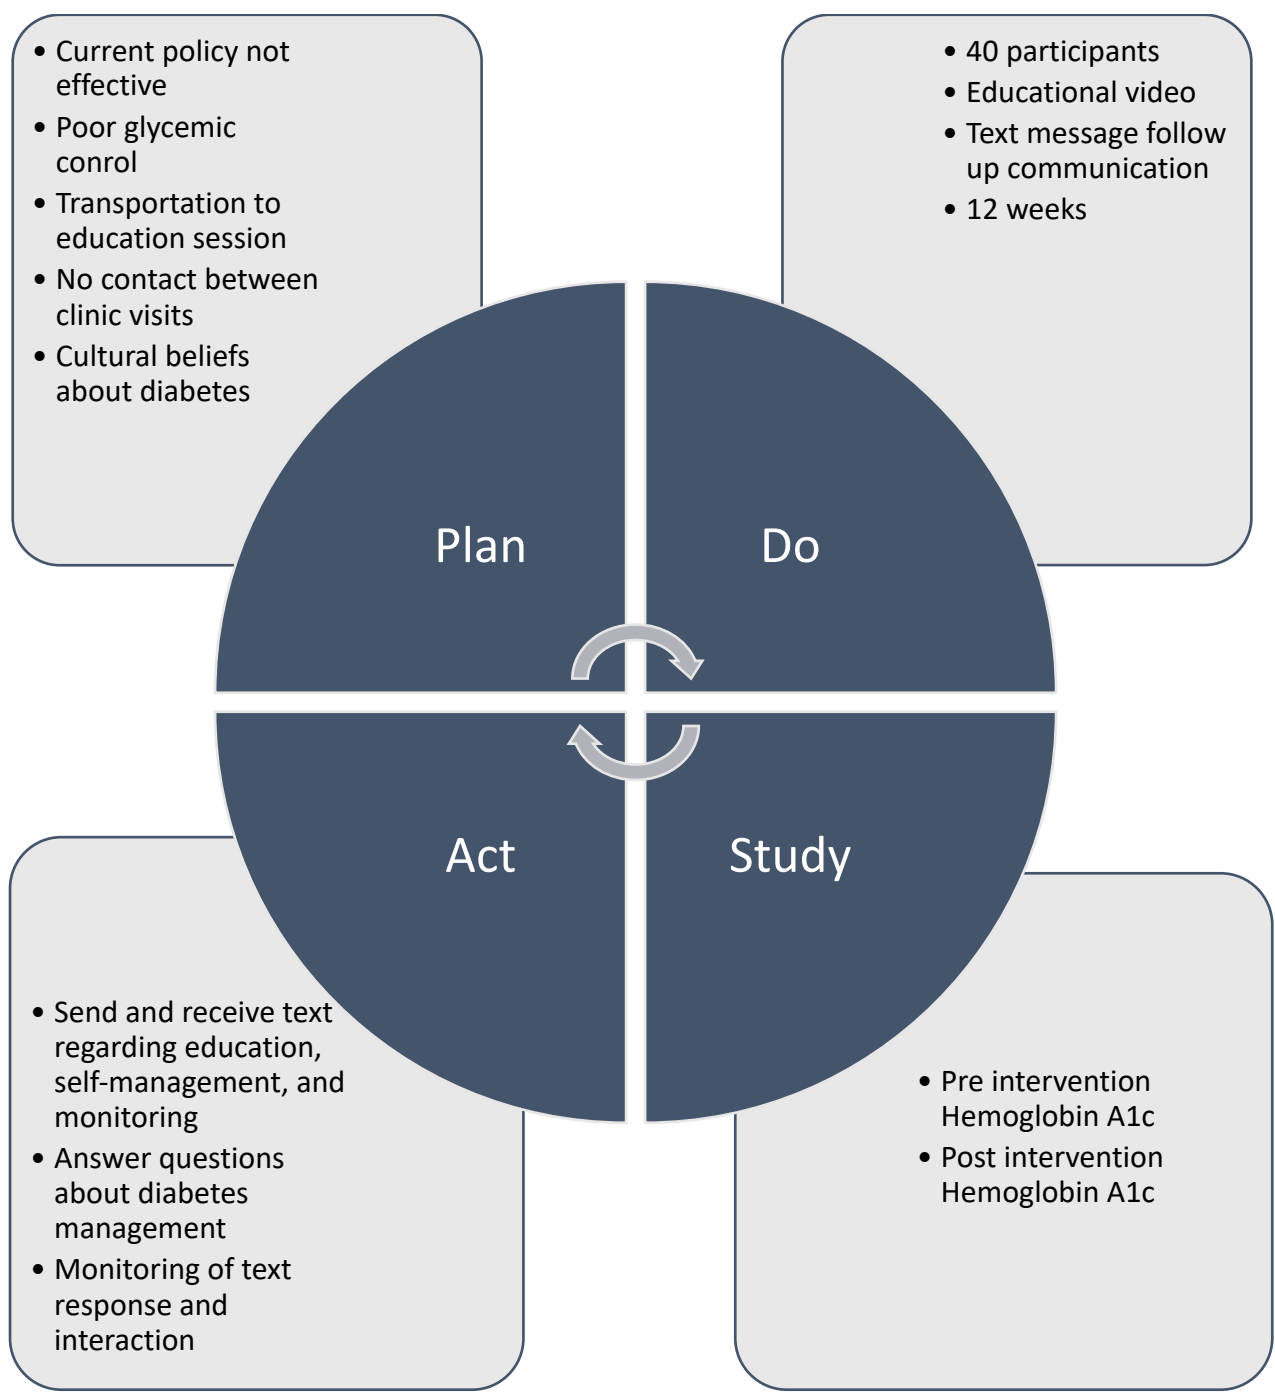 • Current policy not
effective
• Poor glycemic
conrol
• Transportation to
education session
• No contact between
clinic visits
• Cultural beliefs
about diabetes
• 40 participants
• Educational video
• Text message follow
up communication
• 12 weeks
Plan
Do
Act
Study
• Send and receive text
regarding education,
self-management, and
monitoring
• Answer questions
about diabetes
management
• Monitoring of text
response and
interaction
• Pre intervention
Hemoglobin A1c
• Post intervention
Hemoglobin A1c